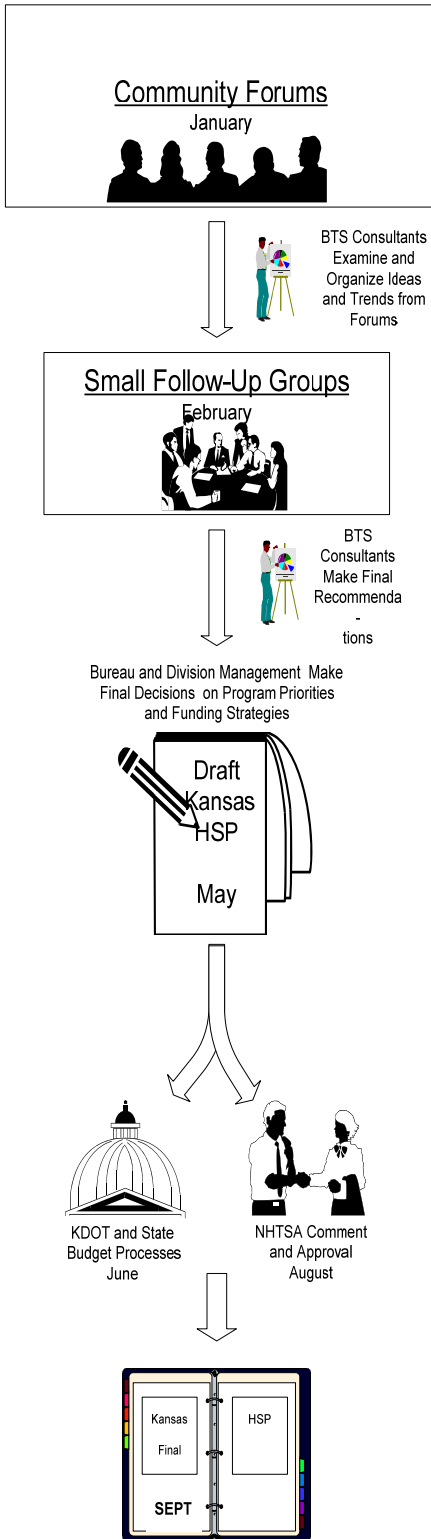 Community Forums
January
BTS Consultants
Examine and
Organize Ideas
and Trends from
Forums
Small Follow-Up Groups
February
BTS
Consultants
Make Final
Recommenda
-
tions
Bureau and Division Management Make
Final Decisions on Program Priorities
and Funding Strategies
Draft
Kansas
HSP
May
KDOT and State
Budget Processes
June
NHTSA Comment
and Approval
August
Kansas
Final
HSP
SEPT